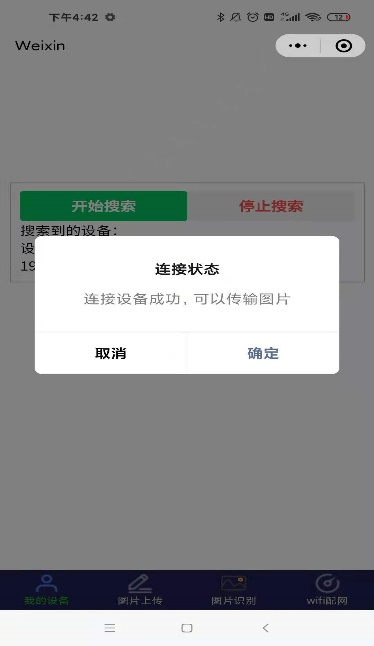 下午4:42
HD
4G
12
Weixin
开始搜索
停止搜索
搜索到的设备：
设
19
连接状态
连接设备成功，可以传输图片
取消
确定
我的设备
图片上传
图片识别
wifi配网